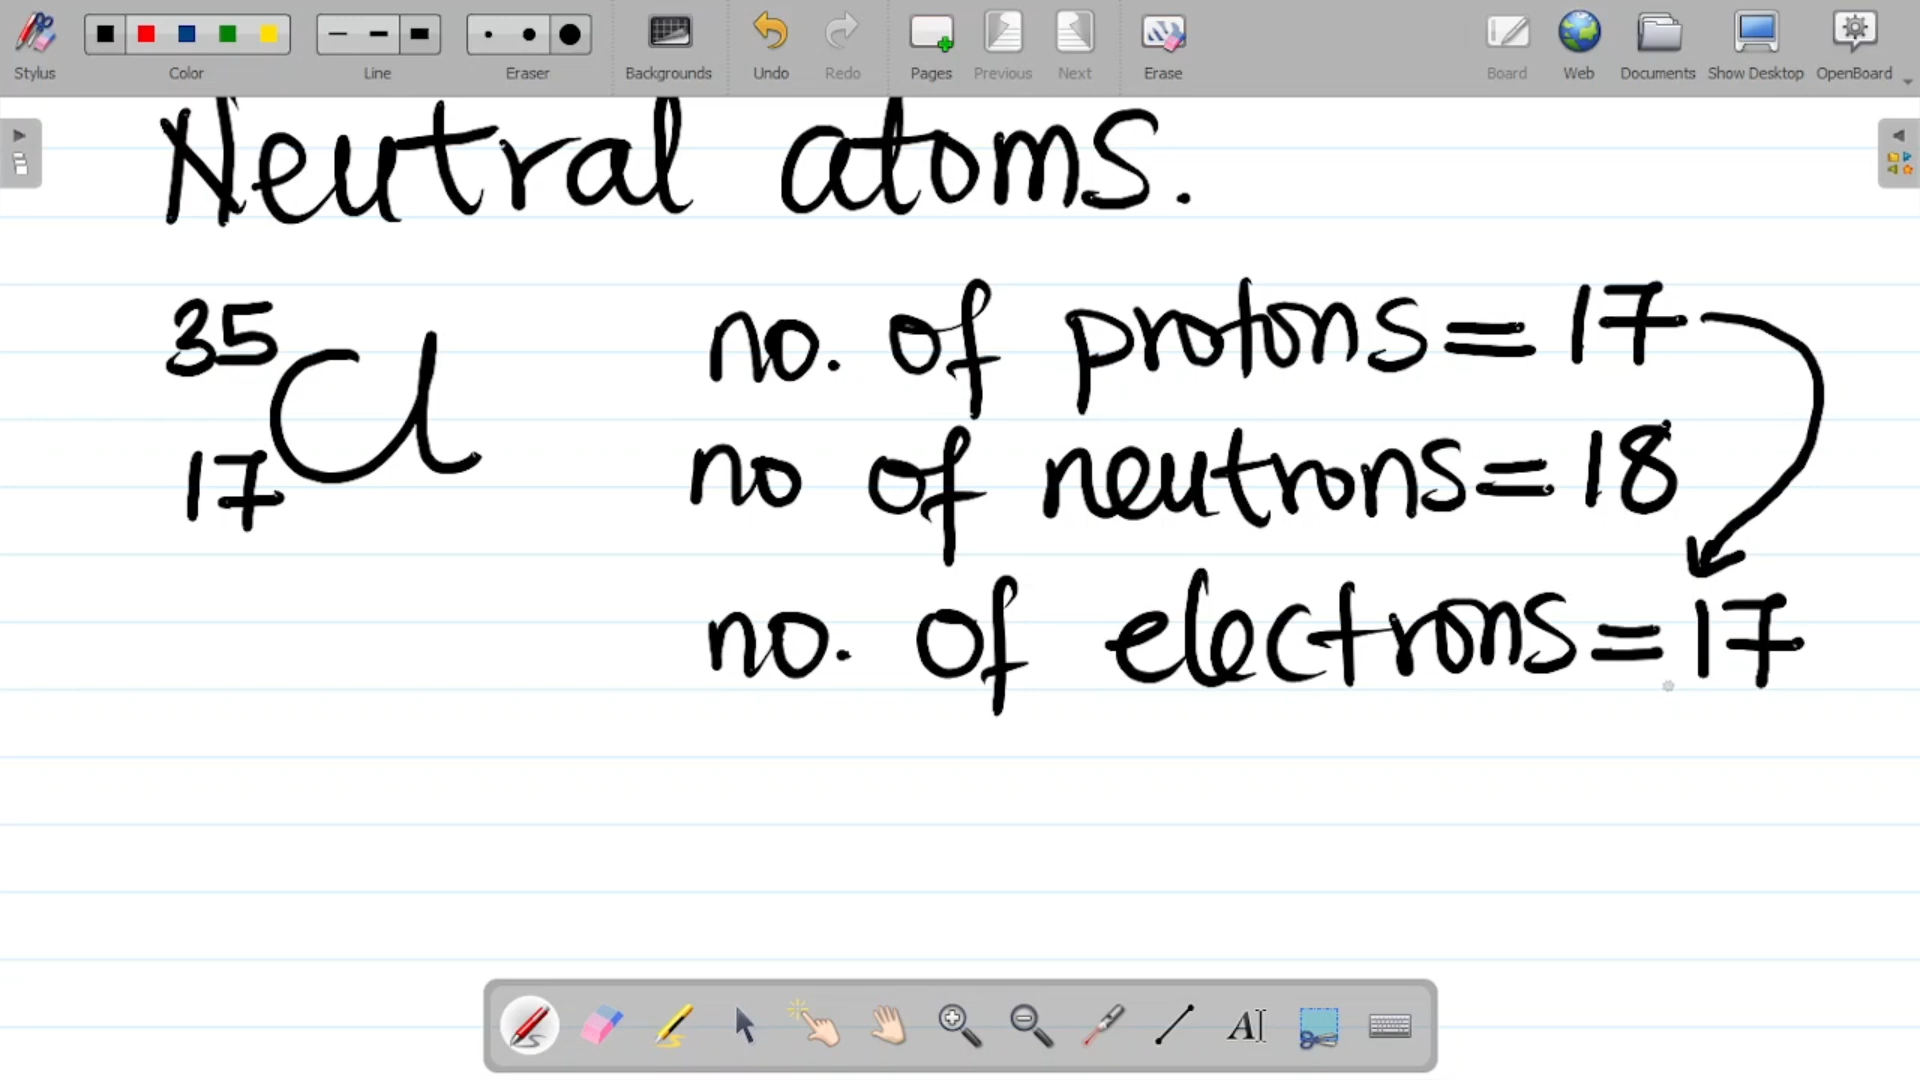 Stylus Color Line Eraser Backgrounds Undo Redo Pages Previous Next Erase Board Web Documents Show Desktop OpenBoard
Neutral atoms.
35
Cl
17
no. of protons = 17
no of neutrons = 18
no. of electrons = 17